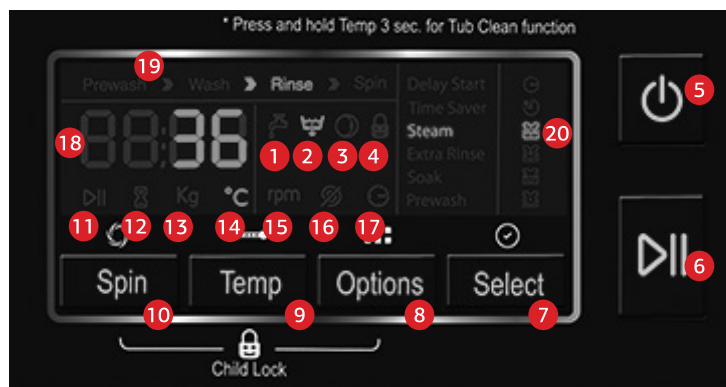 * Press and hold Temp 3 sec. for Tub Clean function
19
Prewash Wash Rinse Spin
Delay Start
Time Saver
Steam
Extra Rinse
Soak
Prewash
18
88:36
1 2 3 4
20
5
Kg °C rpm
11 12 13 14 15 16 17
6
Spin Temp Options Select
10 9 8 7
Child Lock